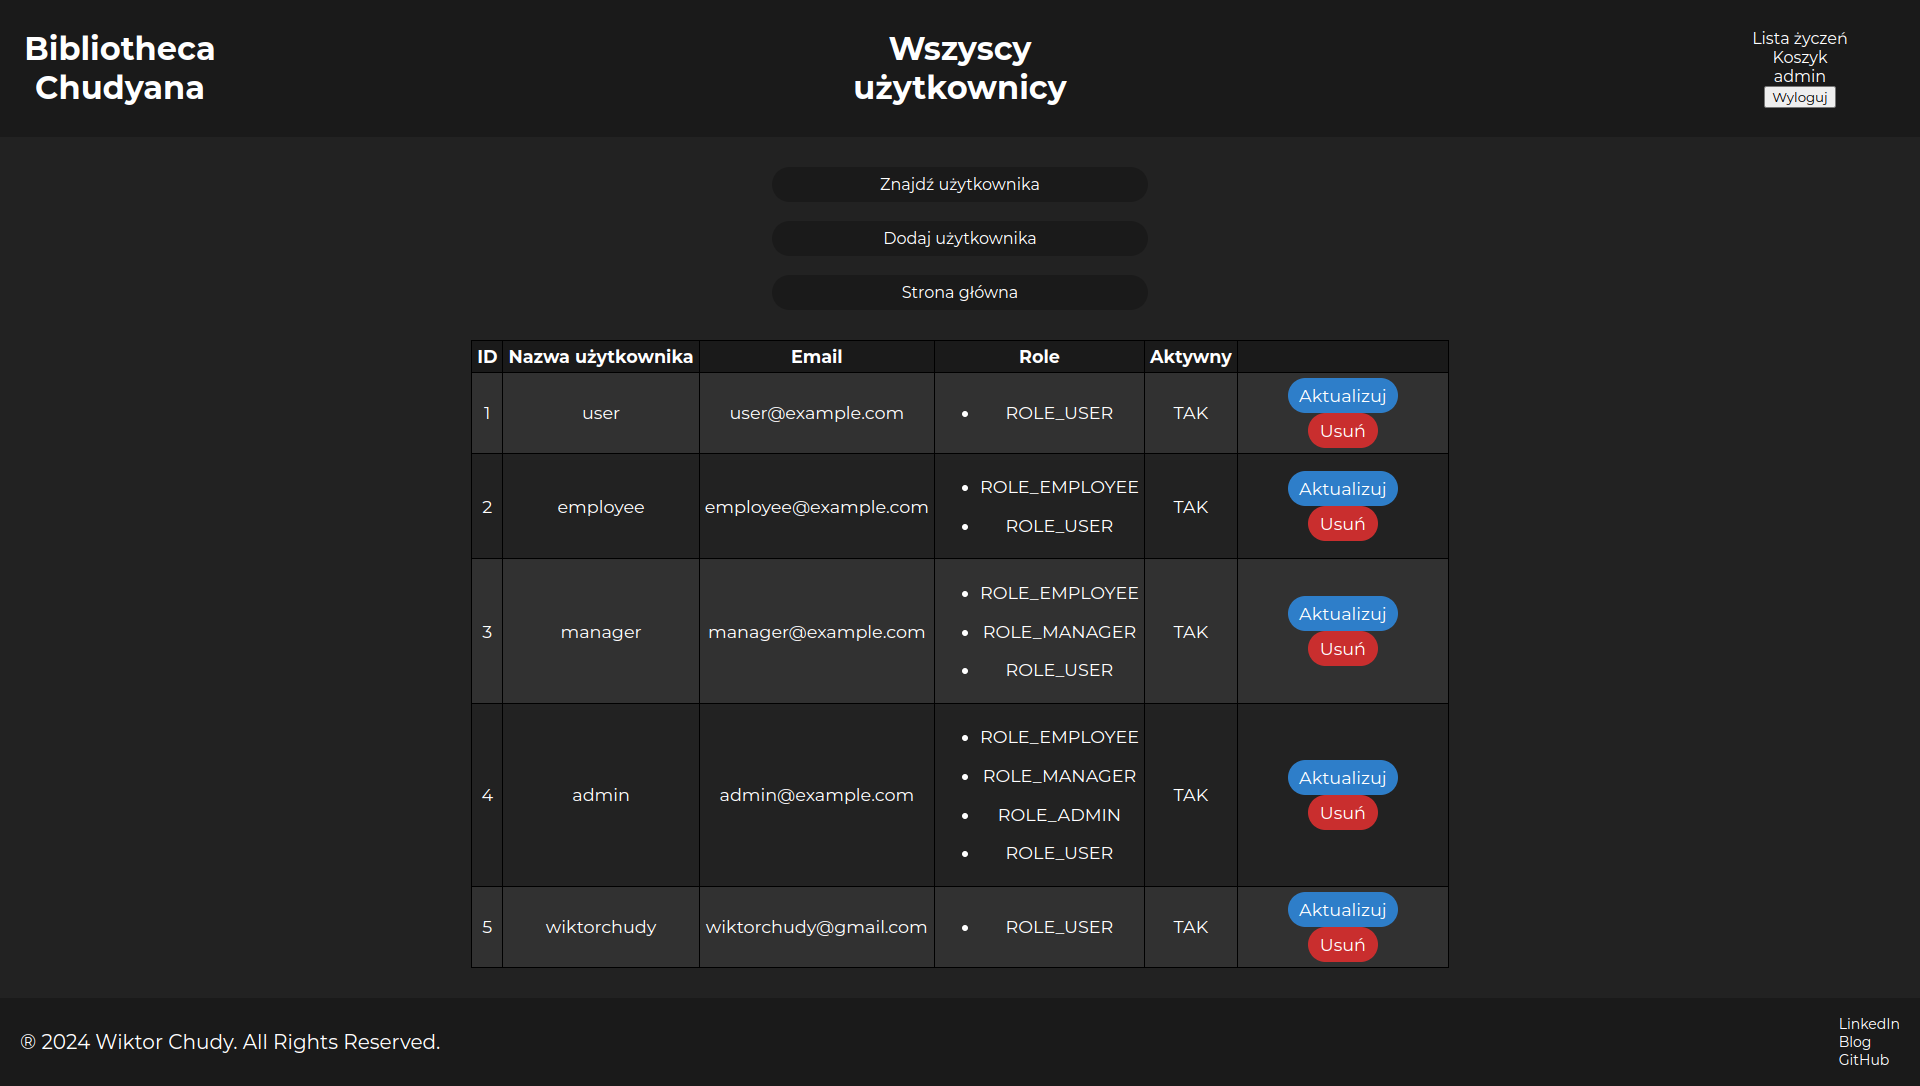 Bibliotheca
Chudyana
Wszyscy
użytkownicy
Lista życzeń
Koszyk
admin
Wyloguj
Znajdź użytkownika
Dodaj użytkownika
Strona główna
ID Nazwa użytkownika Email Role Aktywny
1 user user@example.com • ROLE_USER TAK Aktualizuj
Usuń
2 employee employee@example.com • ROLE_EMPLOYEE
• ROLE_USER TAK Aktualizuj
Usuń
3 manager manager@example.com • ROLE_EMPLOYEE
• ROLE_MANAGER
• ROLE_USER TAK Aktualizuj
Usuń
4 admin admin@example.com • ROLE_EMPLOYEE
• ROLE_MANAGER
• ROLE_ADMIN
• ROLE_USER TAK Aktualizuj
Usuń
5 wiktorchudy wiktorchudy@gmail.com • ROLE_USER TAK Aktualizuj
Usuń
® 2024 Wiktor Chudy. All Rights Reserved.
LinkedIn
Blog
GitHub